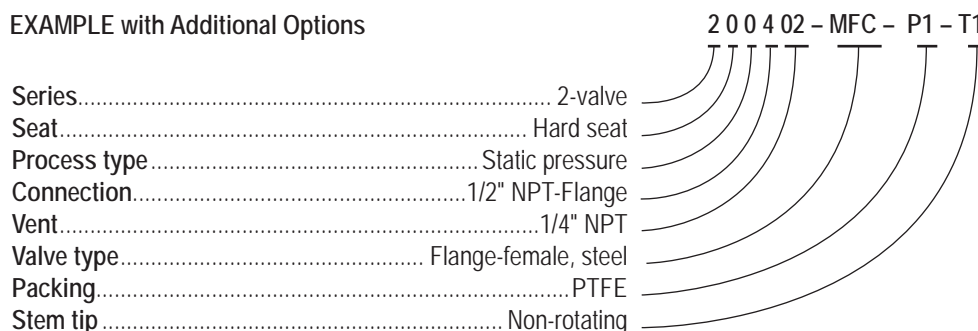 EXAMPLE with Additional Options 2 0 0 4 02 – MFC – P1 – T1
Series 2-valve
Seat Hard seat
Process type Static pressure
Connection 1/2" NPT-Flange
Vent 1/4" NPT
Valve type Flange-female, steel
Packing PTFE
Stem tip Non-rotating